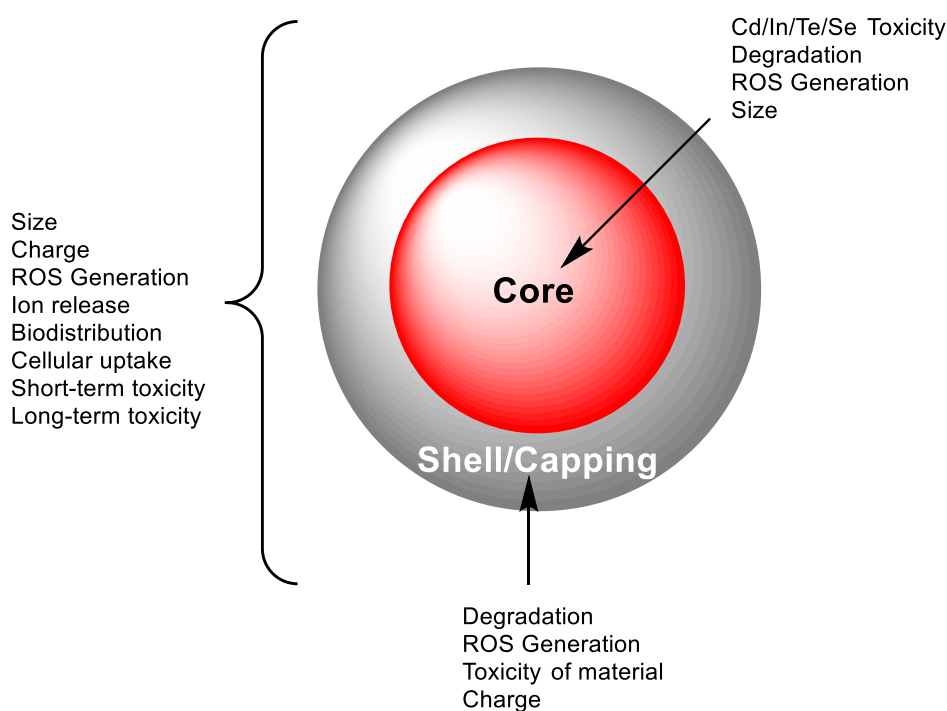 Cd/In/Te/Se Toxicity
Degradation
ROS Generation
Size
Size
Charge
ROS Generation
Ion release
Biodistribution
Cellular uptake
Short-term toxicity
Long-term toxicity
Core
Shell/Capping
Degradation
ROS Generation
Toxicity of material
Charge